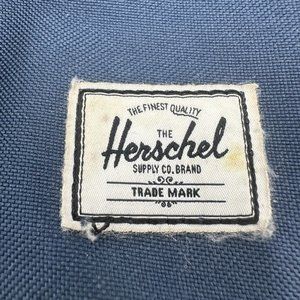 THE FINEST QUALITY
THE
Herschel
SUPPLY CO. BRAND
TRADE MARK